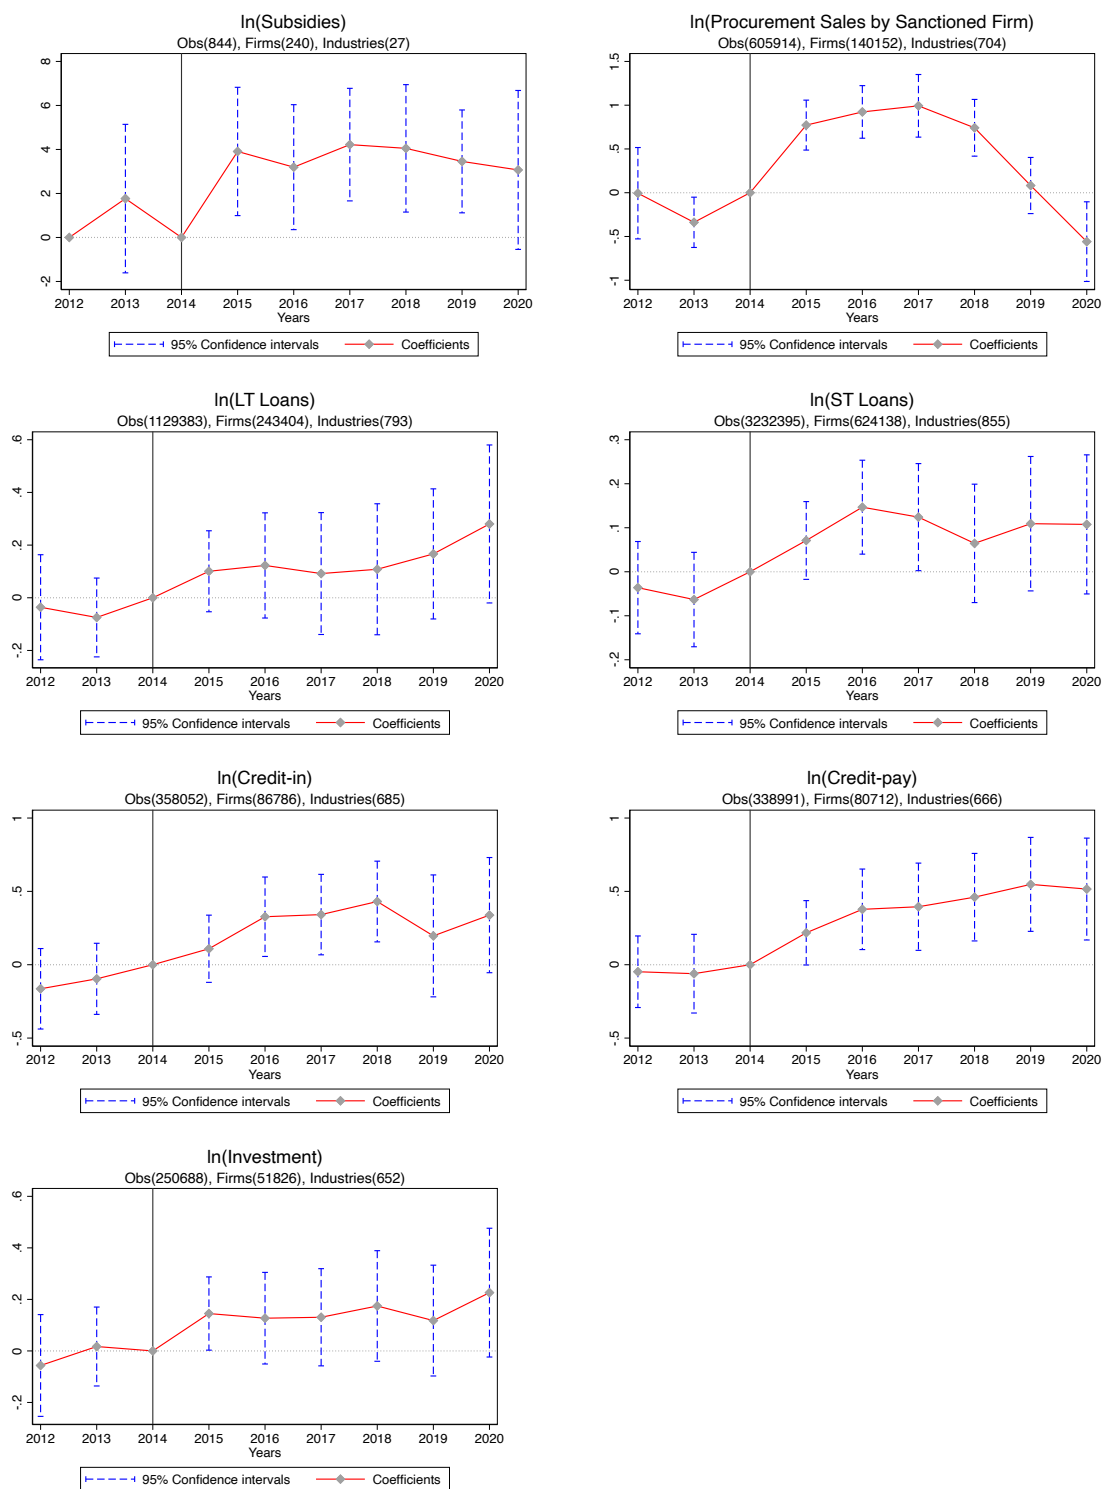 ln(Subsidies)
Obs(844), Firms(240), Industries(27)
8
6
4
2
0
-2
2012 2013 2014 2015 2016 2017 2018 2019 2020
Years
95% Confidence intervals Coefficients
ln(Procurement Sales by Sanctioned Firm)
Obs(605914), Firms(140152), Industries(704)
1.5
1
.5
0
-.5
-1
2012 2013 2014 2015 2016 2017 2018 2019 2020
Years
95% Confidence intervals Coefficients
ln(LT Loans)
Obs(1129383), Firms(243404), Industries(793)
.6
.4
.2
0
-.2
2012 2013 2014 2015 2016 2017 2018 2019 2020
Years
95% Confidence intervals Coefficients
ln(ST Loans)
Obs(3232395), Firms(624138), Industries(855)
.3
.2
.1
0
-.1
-.2
2012 2013 2014 2015 2016 2017 2018 2019 2020
Years
95% Confidence intervals Coefficients
ln(Credit-in)
Obs(358052), Firms(86786), Industries(685)
1
.5
0
-.5
2012 2013 2014 2015 2016 2017 2018 2019 2020
Years
95% Confidence intervals Coefficients
ln(Credit-pay)
Obs(338991), Firms(80712), Industries(666)
1
.5
0
-.5
2012 2013 2014 2015 2016 2017 2018 2019 2020
Years
95% Confidence intervals Coefficients
ln(Investment)
Obs(250688), Firms(51826), Industries(652)
.6
.4
.2
0
-.2
2012 2013 2014 2015 2016 2017 2018 2019 2020
Years
95% Confidence intervals Coefficients